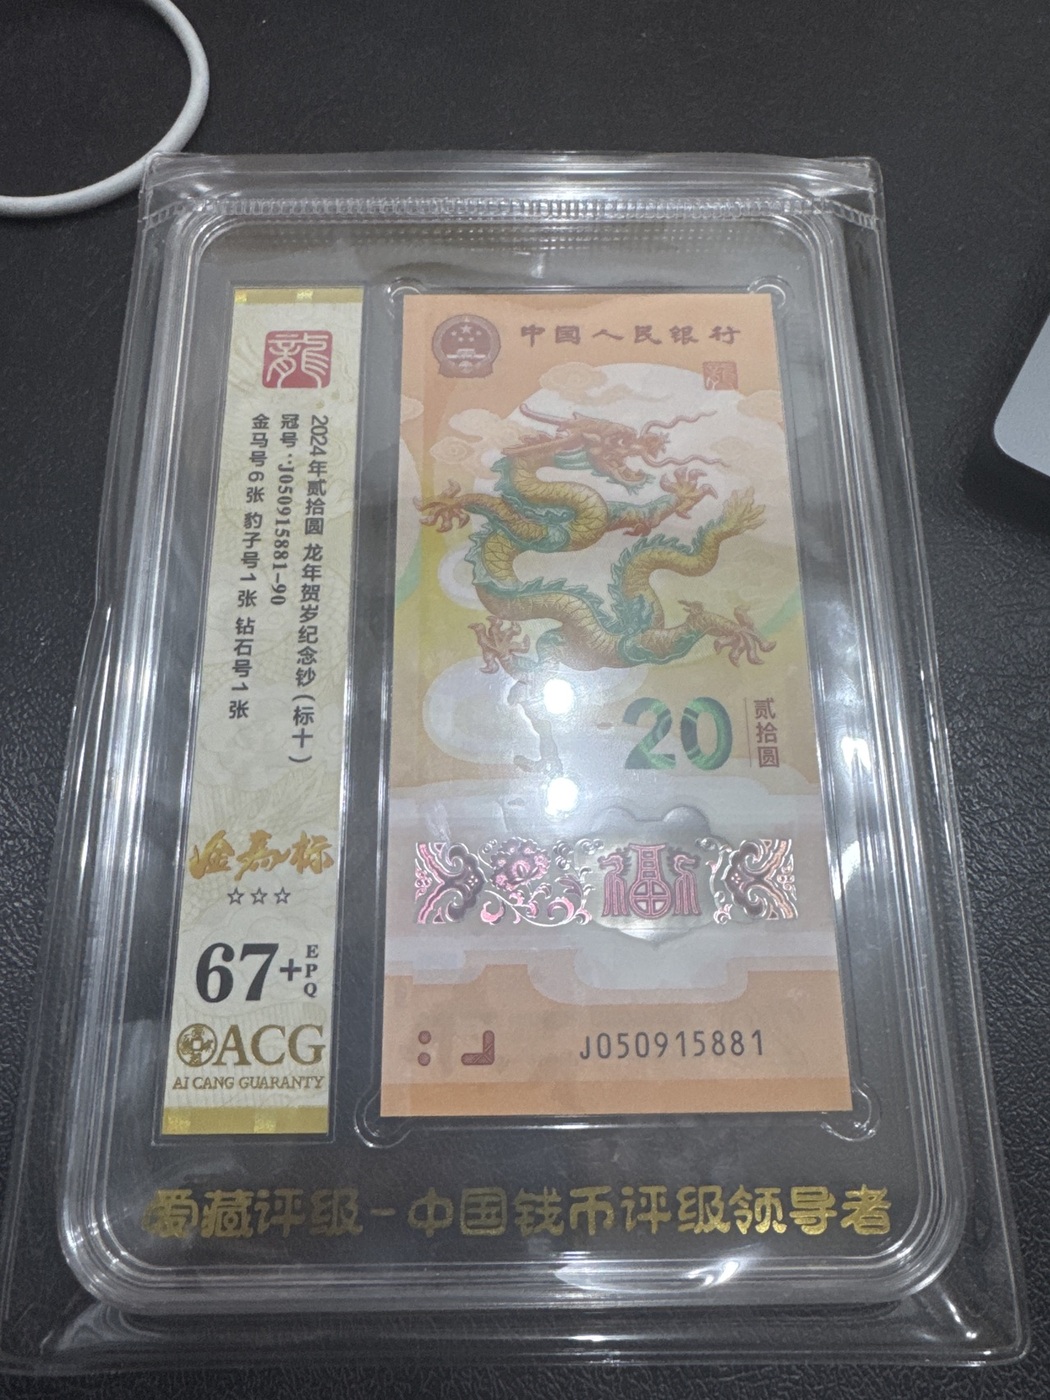 龍
2024年贰拾圆 龙年贺岁纪念钞(标十)
冠号:J050915881-90
金马号6张 豹子号1张 钻石号1张
☆☆☆
67+
EPQ
ACG
AI CANG GUARANTY
中国人民银行
20
贰拾圆
J050915881
爱藏评级-中国钱币评级领导者